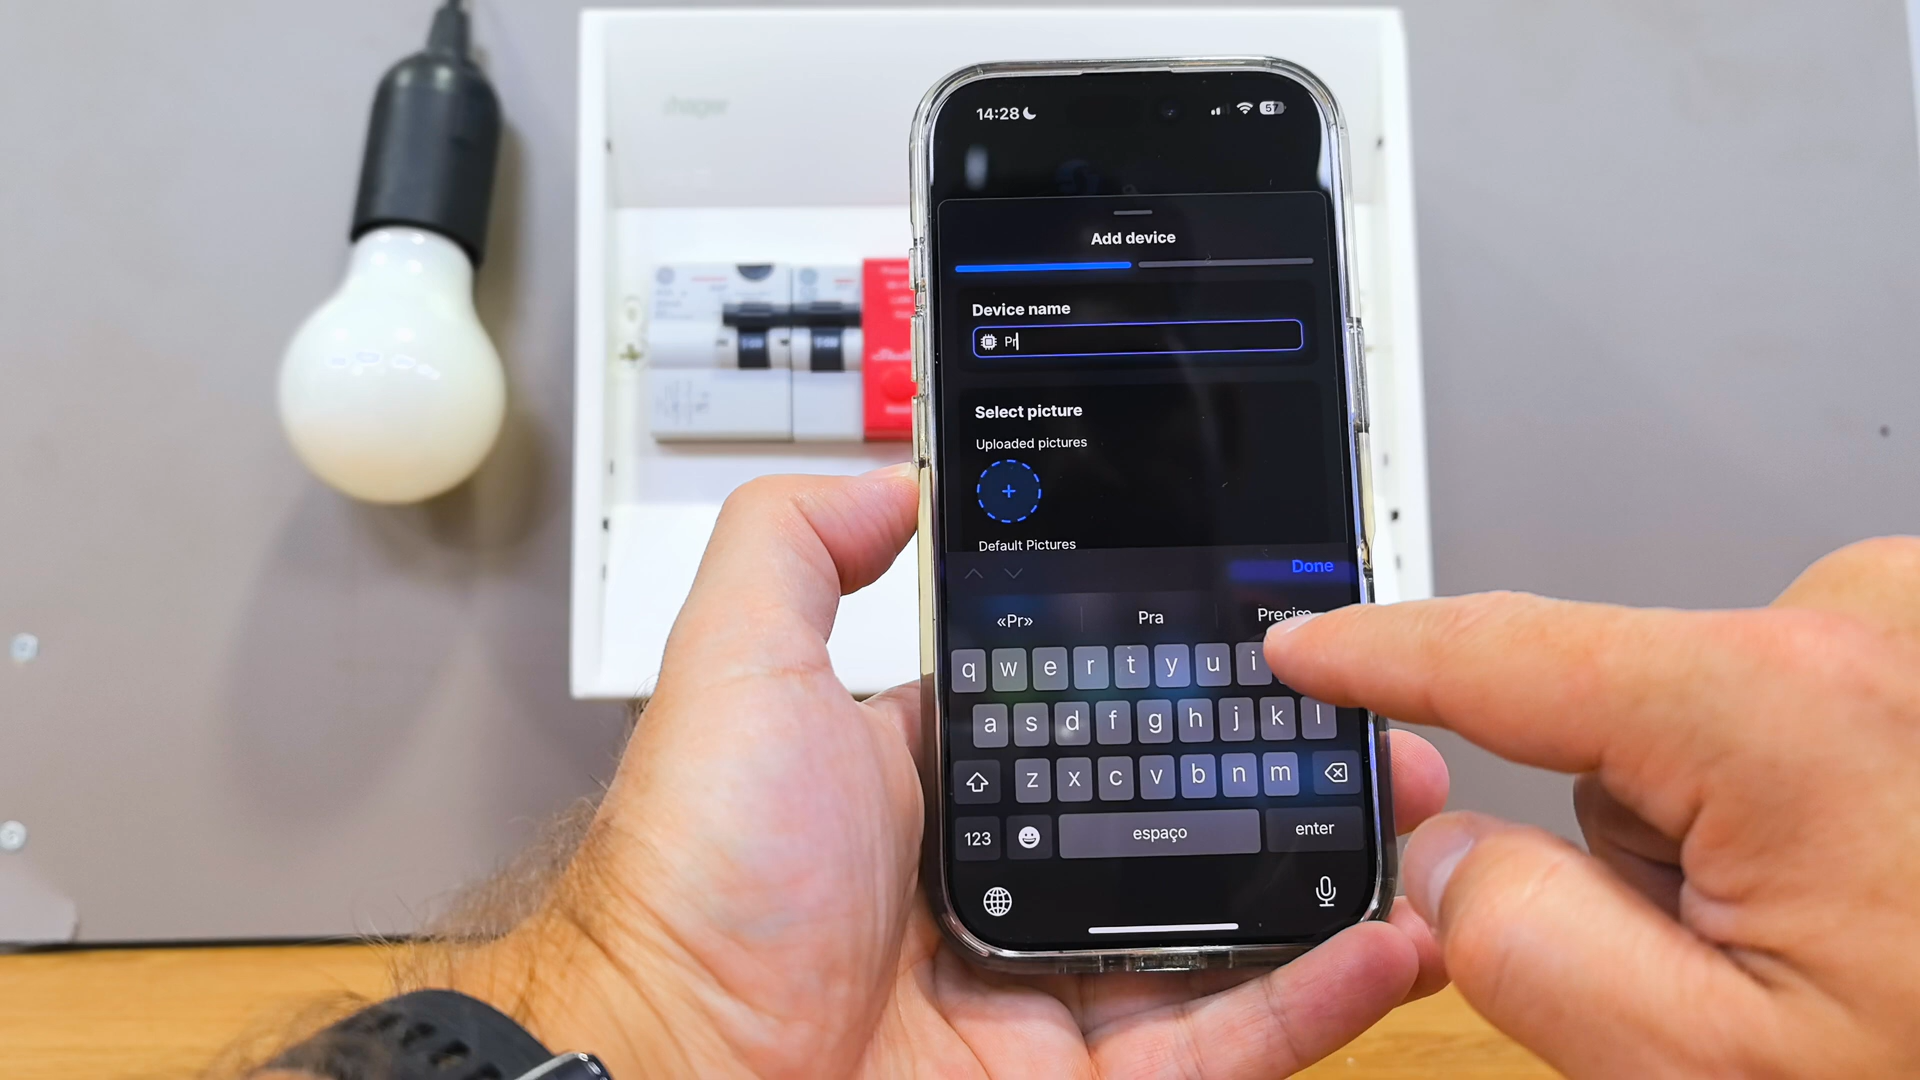 hager
14:28
57
Add device
Device name
Pr
Select picture
Uploaded pictures
+
Default Pictures
Done
«Pr» Pra
q w e r t y u i
a s d f g h j k l
z x c v b n m
123 espaço enter